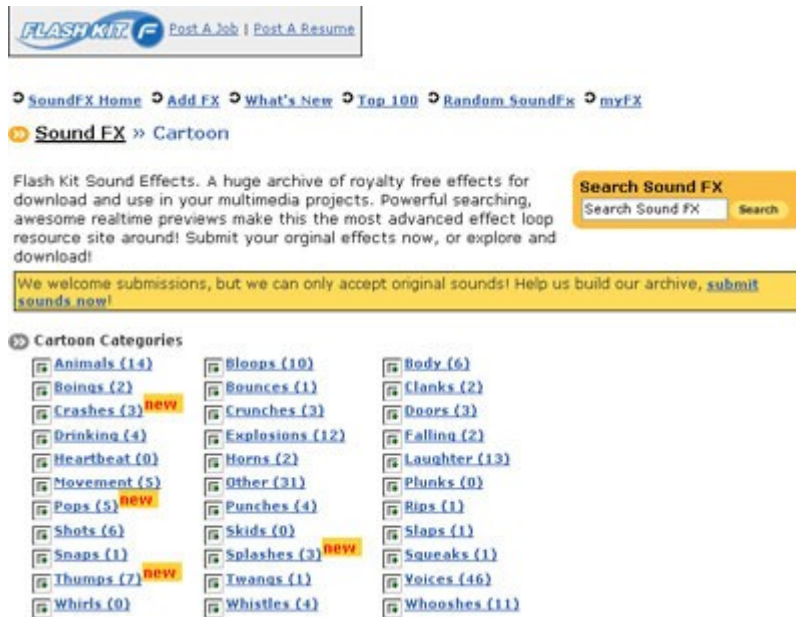 FLASH KIT F Post A Job | Post A Resume
SoundFX Home Add FX What's New Top 100 Random SoundFx myFX
Sound FX » Cartoon
Flash Kit Sound Effects. A huge archive of royalty free effects for
download and use in your multimedia projects. Powerful searching,
awesome realtime previews make this the most advanced effect loop
resource site around! Submit your orginal effects now, or explore and
download!
Search Sound FX
Search Sound FX Search
We welcome submissions, but we can only accept original sounds! Help us build our archive, submit
sounds now!
Cartoon Categories
Animals (14) Bloops (10) Body (6)
Boings (2) Bounces (1) Clanks (2)
Crashes (3) new Crunches (3) Doors (3)
Drinking (4) Explosions (12) Falling (2)
Heartbeat (0) Horns (2) Laughter (13)
Movement (5) Other (31) Plunks (0)
Pops (5) new Punches (4) Rips (1)
Shots (6) Skids (0) Slaps (1)
Snaps (1) Splashes (3) new Squeaks (1)
Thumps (7) new Twangs (1) Voices (46)
Whirls (0) Whistles (4) Whooshes (11)